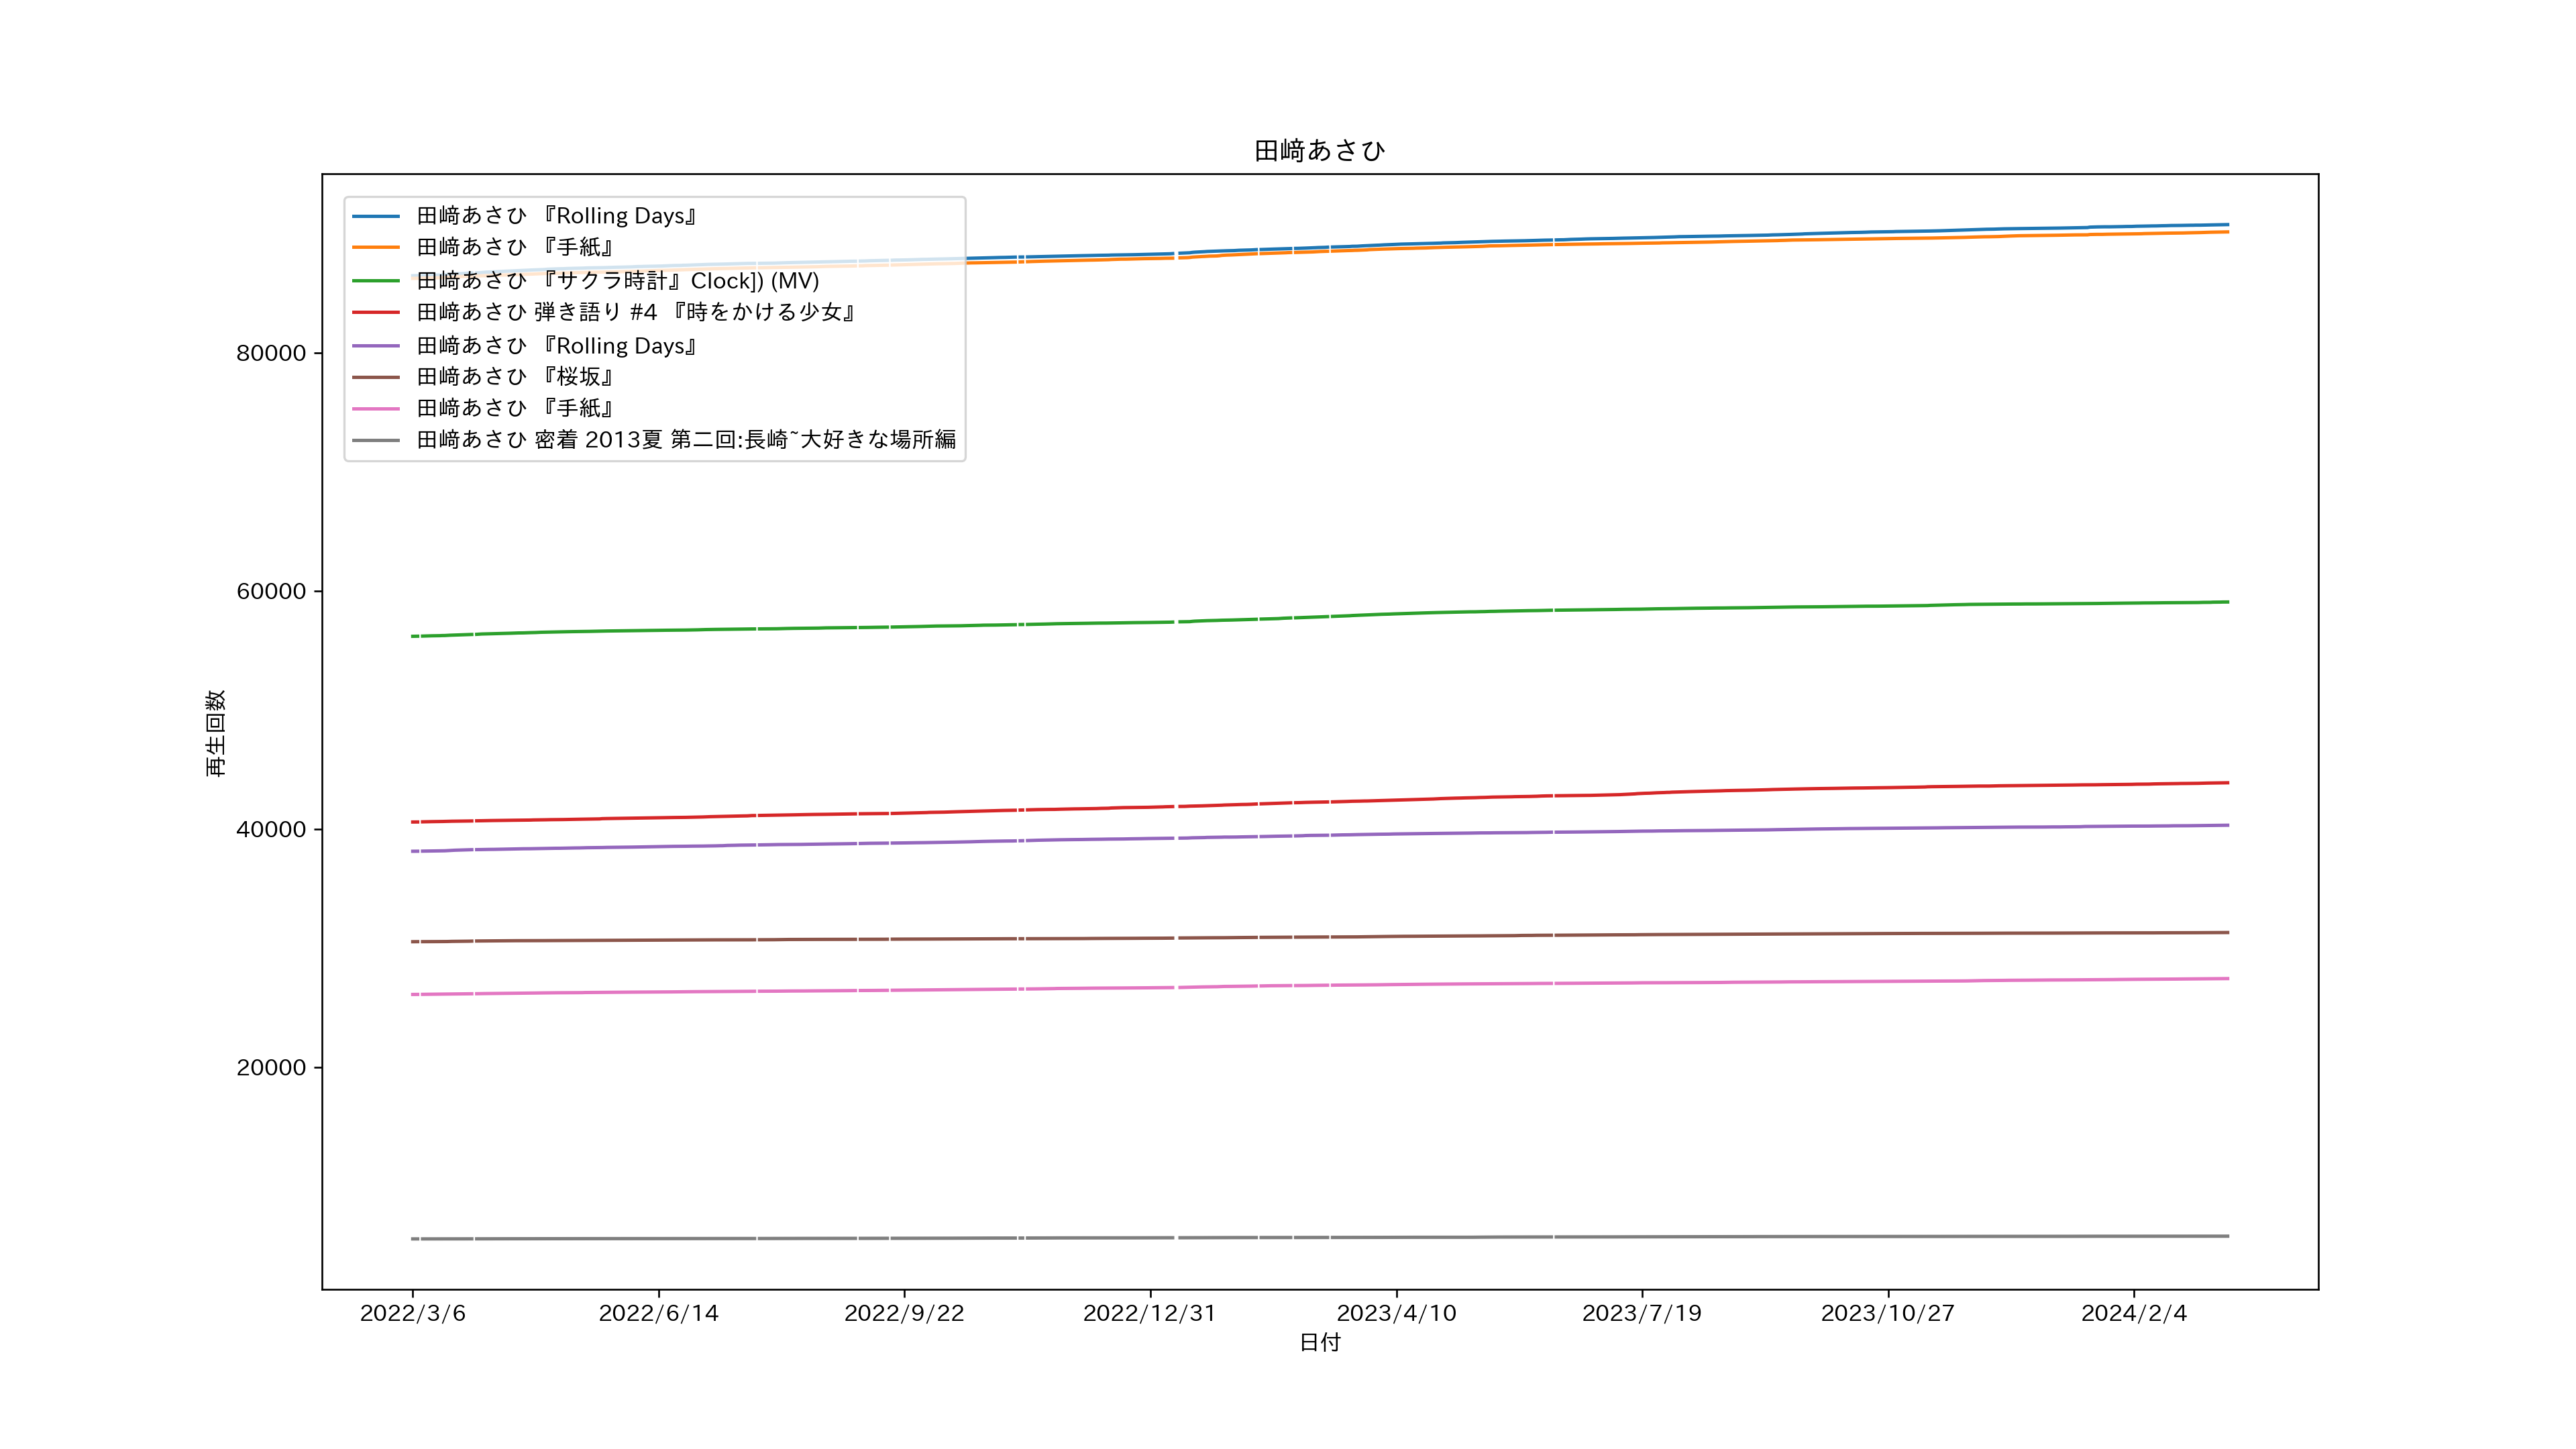 田﨑あさひ
田﨑あさひ 『Rolling Days』
田﨑あさひ 『手紙』
田﨑あさひ 『サクラ時計』Clock]) (MV)
田﨑あさひ 弾き語り #4 『時をかける少女』
田﨑あさひ 『Rolling Days』
田﨑あさひ 『桜坂』
田﨑あさひ 『手紙』
田﨑あさひ 密着 2013夏 第二回:長崎~大好きな場所編
80000
60000
40000
20000
再生回数
2022/3/6 2022/6/14 2022/9/22 2022/12/31 2023/4/10 2023/7/19 2023/10/27 2024/2/4
日付